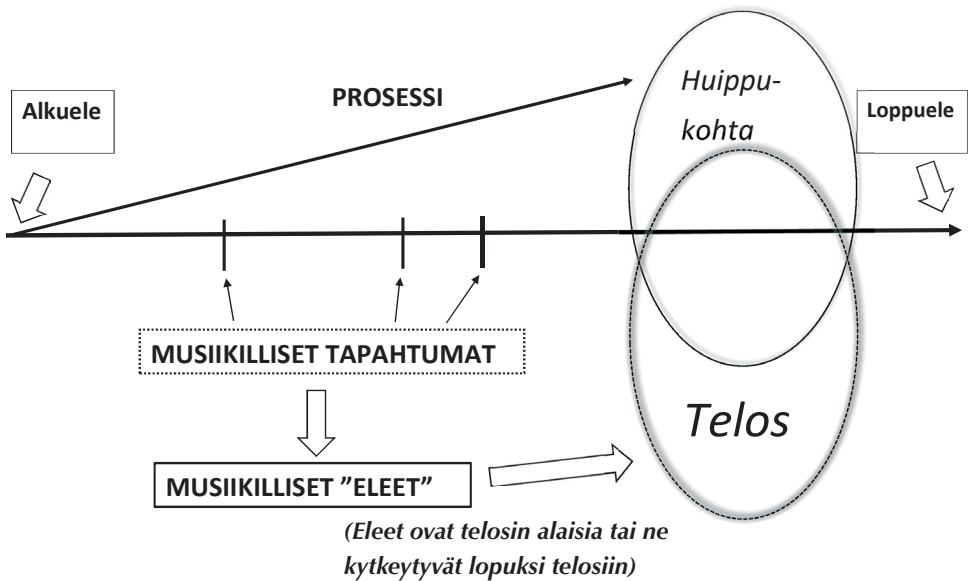 Alkuele
PROSESSI
Huippu-
kohta
Loppuele
MUSIIKILLISET TAPAHTUMAT
Telos
MUSIIKILLISET ”ELEET”
(Eleet ovat telosin alaisia tai ne
kytkeytyvät lopuksi telosiin)